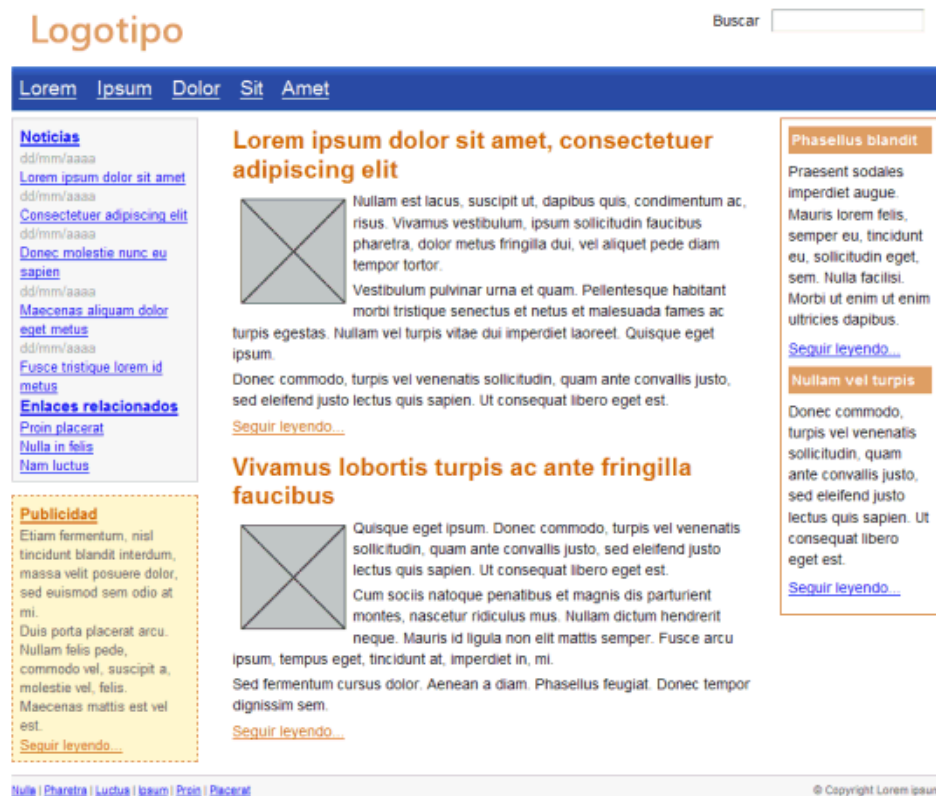 Logotipo
Buscar
Lorem Ipsum Dolor Sit Amet
Noticias
dd/mm/aaaa
Lorem ipsum dolor sit amet
dd/mm/aaaa
Consectetuer adipiscing elit
dd/mm/aaaa
Donec molestie nunc eu
sapien
dd/mm/aaaa
Maecenas aliquam dolor
eget metus
dd/mm/aaaa
Fusce tristique lorem id
metus
Enlaces relacionados
Proin placerat
Nulla in felis
Nam luctus
Publicidad
Etiam fermentum, nisl
tincidunt blandit interdum,
massa velit posuere dolor,
sed euismod sem odio at
mi.
Duis porta placerat arcu.
Nullam felis pede,
commodo vel, suscipit a,
molestie vel, felis.
Maecenas mattis est vel
est.
Seguir leyendo...
Lorem ipsum dolor sit amet, consectetuer
adipiscing elit
Nullam est lacus, suscipit ut, dapibus quis, condimentum ac,
risus. Vivamus vestibulum, ipsum sollicitudin faucibus
pharetra, dolor metus fringilla dui, vel aliquet pede diam
tempor tortor.
Vestibulum pulvinar urna et quam. Pellentesque habitant
morbi tristique senectus et netus et malesuada fames ac
turpis egestas. Nullam vel turpis vitae dui imperdiet laoreet. Quisque eget
ipsum.
Donec commodo, turpis vel venenatis sollicitudin, quam ante convallis justo,
sed eleifend justo lectus quis sapien. Ut consequat libero eget est.
Seguir leyendo...
Vivamus lobortis turpis ac ante fringilla
faucibus
Quisque eget ipsum. Donec commodo, turpis vel venenatis
sollicitudin, quam ante convallis justo, sed eleifend justo
lectus quis sapien. Ut consequat libero eget est.
Cum sociis natoque penatibus et magnis dis parturient
montes, nascetur ridiculus mus. Nullam dictum hendrerit
neque. Mauris id ligula non elit mattis semper. Fusce arcu
ipsum, tempus eget, tincidunt at, imperdiet in, mi.
Sed fermentum cursus dolor. Aenean a diam. Phasellus feugiat. Donec tempor
dignissim sem.
Seguir leyendo...
Phasellus blandit
Praesent sodales
imperdiet augue.
Mauris lorem felis,
semper eu, tincidunt
eu, sollicitudin eget,
sem. Nulla facilisi.
Morbi ut enim ut enim
ultricies dapibus.
Seguir leyendo...
Nullam vel turpis
Donec commodo,
turpis vel venenatis
sollicitudin, quam
ante convallis justo,
sed eleifend justo
lectus quis sapien. Ut
consequat libero
eget est.
Seguir leyendo...
Nulla | Pharetra | Luctus | Ipsum | Proin | Placerat
© Copyright Lorem ipsum